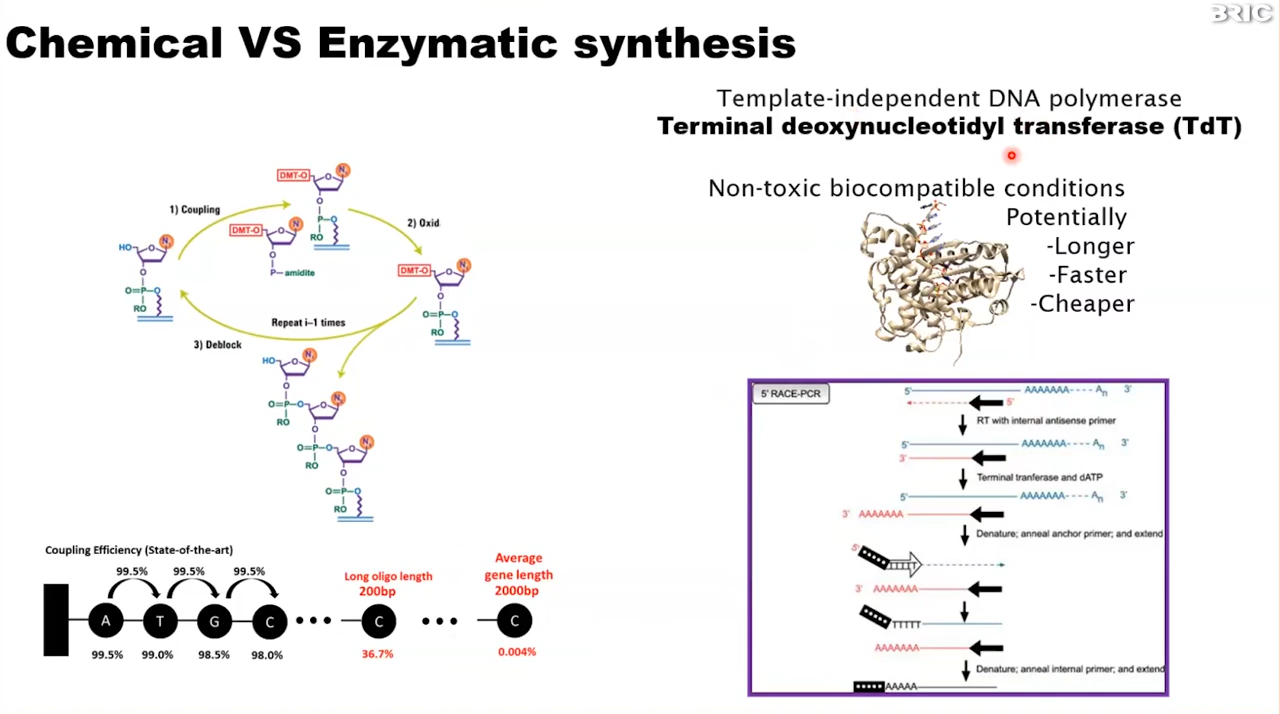 BRIC
Chemical VS Enzymatic synthesis
Template-independent DNA polymerase
Terminal deoxynucleotidyl transferase (TdT)
Non-toxic biocompatible conditions
Potentially
-Longer
-Faster
-Cheaper
DMT-O
N
1) Coupling
O
P
O
RO
2) Oxid
DMT-O
N
O
P
amidite
HO
N
O
O=P
O
RO
DMT-O
N
O
O=P
O
RO
Repeat i–1 times
3) Deblock
HO
N
O
O=P
O
RO
N
O
O=P
O
RO
N
O
O=P
O
RO
Coupling Efficiency (State-of-the-art)
99.5% 99.5% 99.5%
Long oligo length
200bp
Average
gene length
2000bp
A T G C ••• C ••• C
99.5% 99.0% 98.5% 98.0% 36.7% 0.004%
5' RACE-PCR
5' AAAAAAA---- An 3'
5'
RT with internal antisense primer
5' AAAAAAA---- An 3'
3'
Terminal tranferase and dATP
5' AAAAAAA---- An 3'
3' AAAAAAA
Denature; anneal anchor primer; and extend
5'
TTTTT
3' AAAAAAA
TTTTT
AAAAAAA
Denature; anneal internal primer; and extend
AAAAA